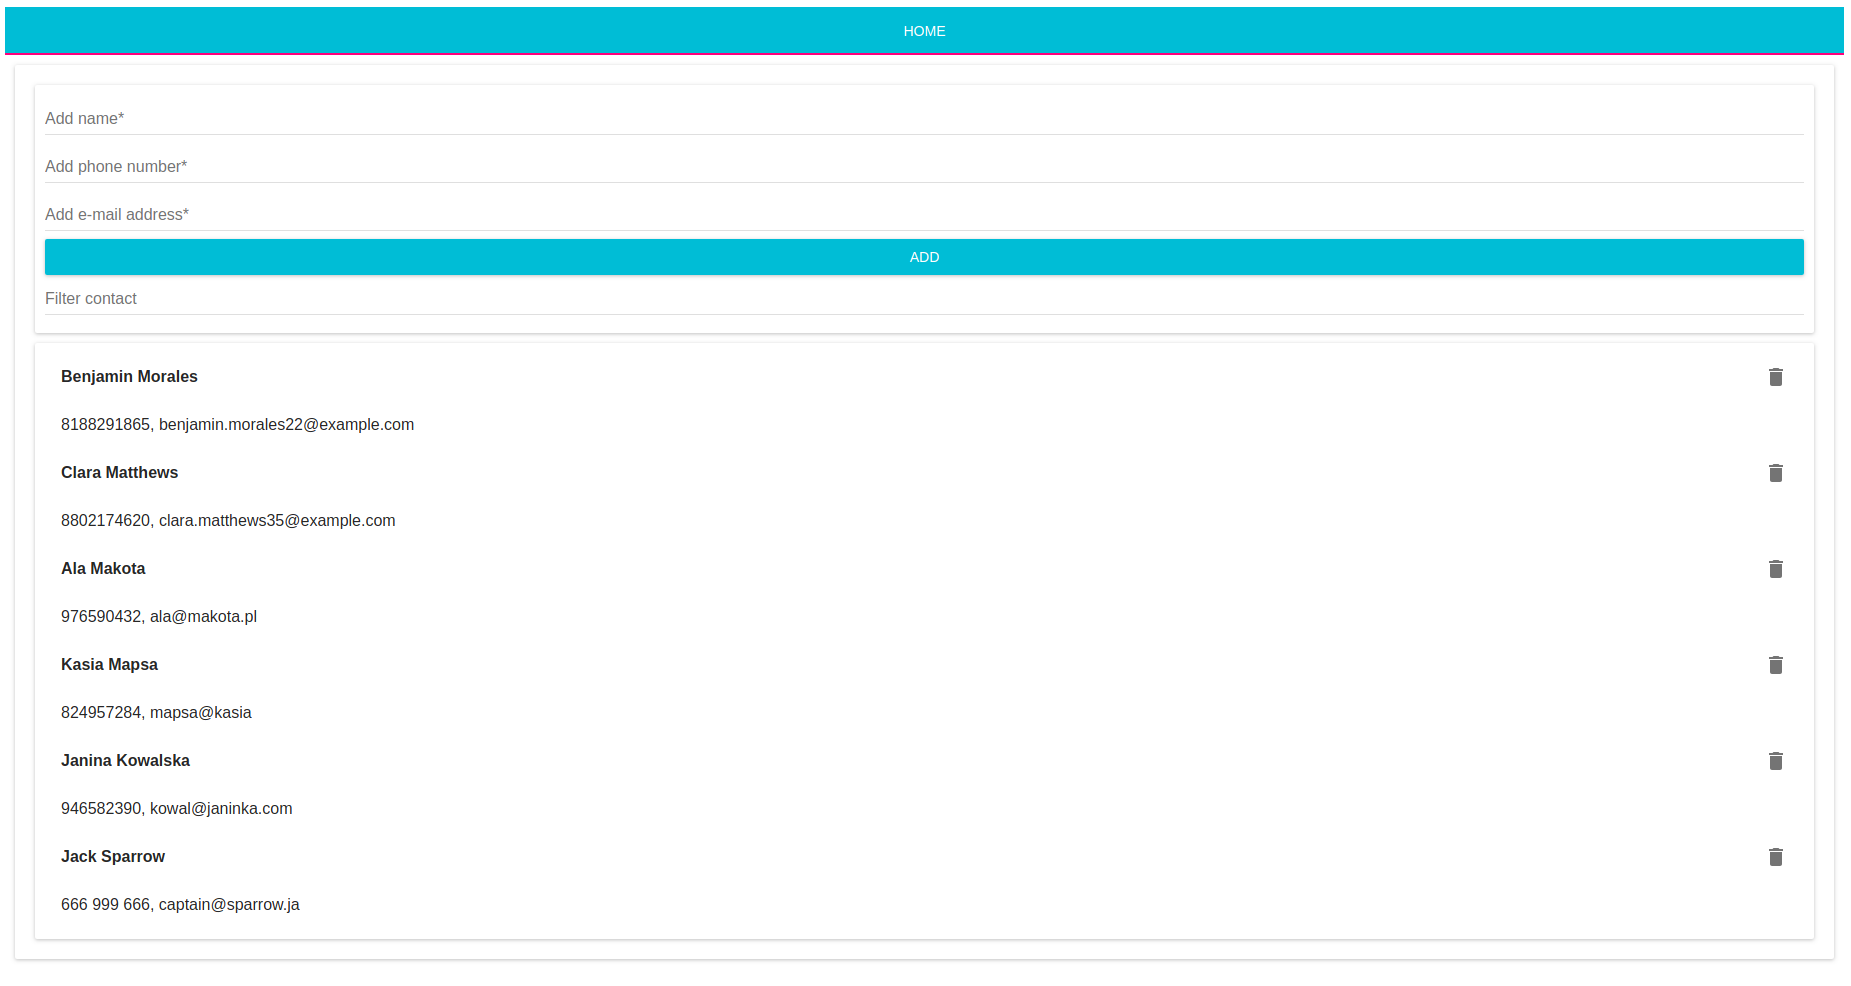 HOME
Add name*
Add phone number*
Add e-mail address*
ADD
Filter contact
Benjamin Morales
8188291865, benjamin.morales22@example.com
Clara Matthews
8802174620, clara.matthews35@example.com
Ala Makota
976590432, ala@makota.pl
Kasia Mapsa
824957284, mapsa@kasia
Janina Kowalska
946582390, kowal@janinka.com
Jack Sparrow
666 999 666, captain@sparrow.ja